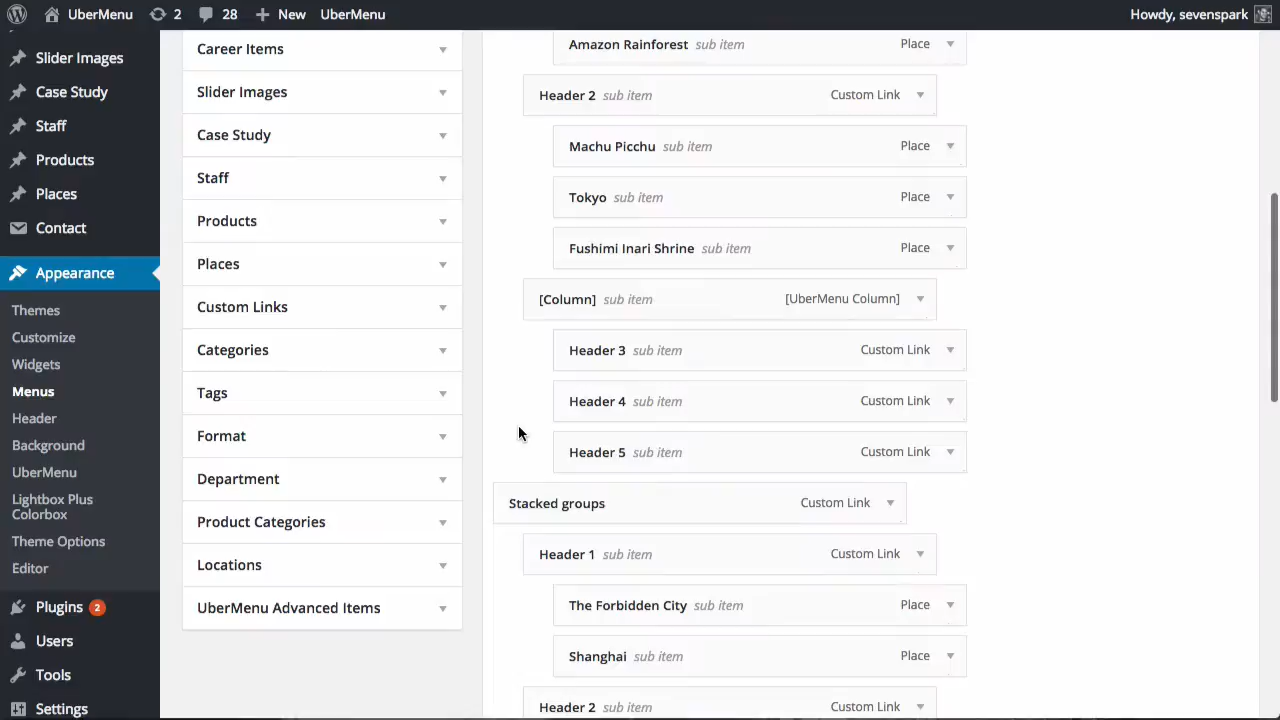 UberMenu 2 28 New UberMenu Howdy, sevenspark
Slider Images
Case Study
Staff
Products
Places
Contact
Appearance
Themes
Customize
Widgets
Menus
Header
Background
UberMenu
Lightbox Plus
Colorbox
Theme Options
Editor
Plugins 2
Users
Tools
Settings
Career Items
Slider Images
Case Study
Staff
Products
Places
Custom Links
Categories
Tags
Format
Department
Product Categories
Locations
UberMenu Advanced Items
Amazon Rainforest sub item Place
Header 2 sub item Custom Link
Machu Picchu sub item Place
Tokyo sub item Place
Fushimi Inari Shrine sub item Place
[Column] sub item [UberMenu Column]
Header 3 sub item Custom Link
Header 4 sub item Custom Link
Header 5 sub item Custom Link
Stacked groups Custom Link
Header 1 sub item Custom Link
The Forbidden City sub item Place
Shanghai sub item Place
Header 2 sub item Custom Link